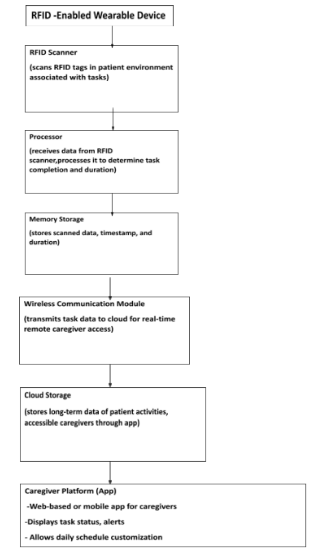 RFID -Enabled Wearable Device
RFID Scanner
(scans RFID tags in patient environment
associated with tasks)
Processor
(receives data from RFID
scanner,processes it to determine task
completion and duration)
Memory Storage
(stores scanned data, timestamp, and
duration)
Wireless Communication Module
(transmits task data to cloud for real-time
remote caregiver access)
Cloud Storage
(stores long-term data of patient activities,
accessible caregivers through app)
Caregiver Platform (App)
-Web-based or mobile app for caregivers
-Displays task status, alerts
- Allows daily schedule customization